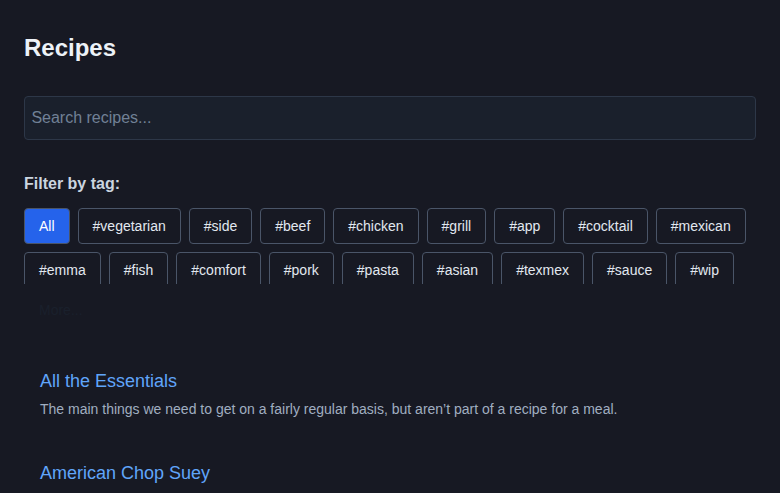 Recipes
Search recipes...
Filter by tag:
All #vegetarian #side #beef #chicken #grill #app #cocktail #mexican
#emma #fish #comfort #pork #pasta #asian #texmex #sauce #wip
All the Essentials
The main things we need to get on a fairly regular basis, but aren’t part of a recipe for a meal.
American Chop Suey